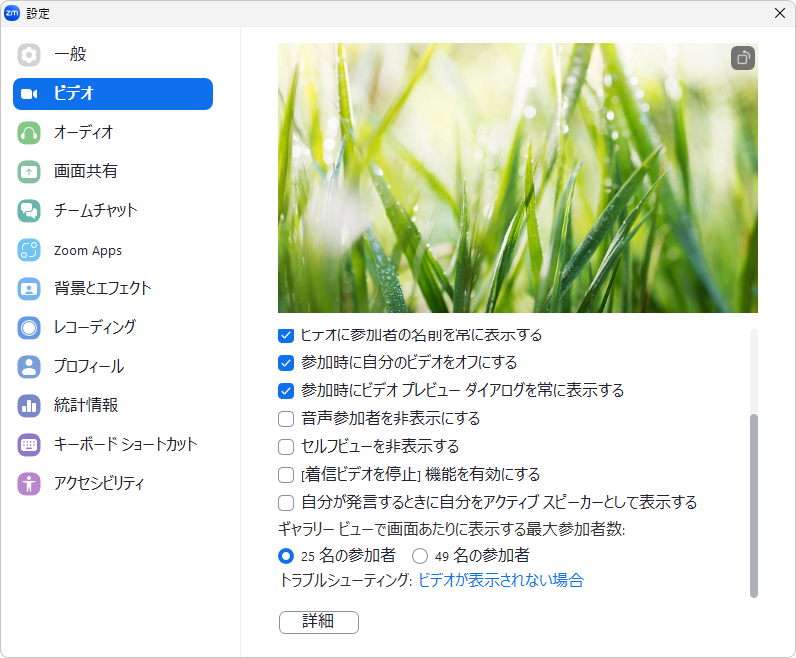 zm 設定
一般
ビデオ
オーディオ
画面共有
チームチャット
Zoom Apps
背景とエフェクト
レコーディング
プロフィール
統計情報
キーボード ショートカット
アクセシビリティ
ビデオに参加者の名前を常に表示する
参加時に自分のビデオをオフにする
参加時にビデオ プレビュー ダイアログを常に表示する
音声参加者を非表示にする
セルフビューを非表示する
[着信ビデオを停止] 機能を有効にする
自分が発言するときに自分をアクティブ スピーカーとして表示する
ギャラリー ビューで画面あたりに表示する最大参加者数:
25 名の参加者 49 名の参加者
トラブルシューティング: ビデオが表示されない場合
詳細